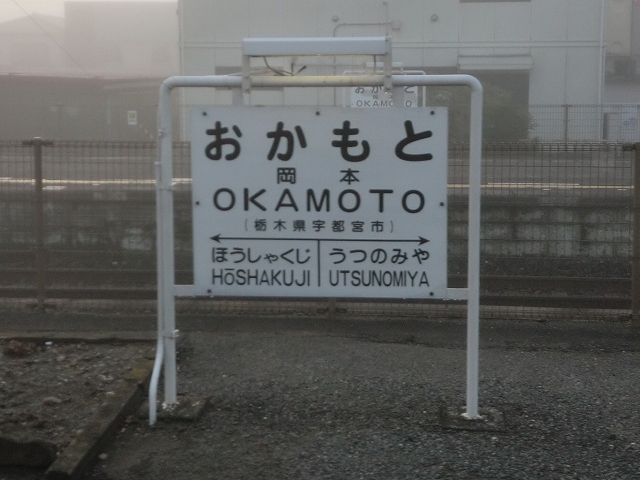 おかもと
岡本
OKAMOTO
(栃木県宇都宮市)
ほうしゃくじ うつのみや
HōSHAKUJI UTSUNOMIYA
おかもと
OKAMOTO